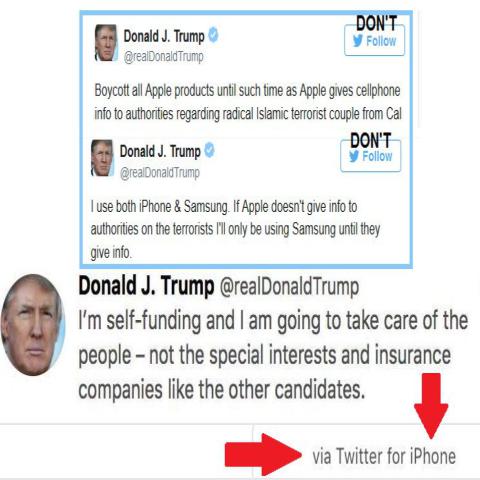 DON'T
Donald J. Trump
Follow
@realDonaldTrump
Boycott all Apple products until such time as Apple gives cellphone
info to authorities regarding radical Islamic terrorist couple from Cal
DON'T
Donald J. Trump
Follow
@realDonaldTrump
I use both iPhone & Samsung. If Apple doesn't give info to
authorities on the terrorists I'll only be using Samsung until they
give info.
Donald J. Trump @realDonaldTrump
I'm self-funding and I am going to take care of the
people – not the special interests and insurance
companies like the other candidates.
via Twitter for iPhone